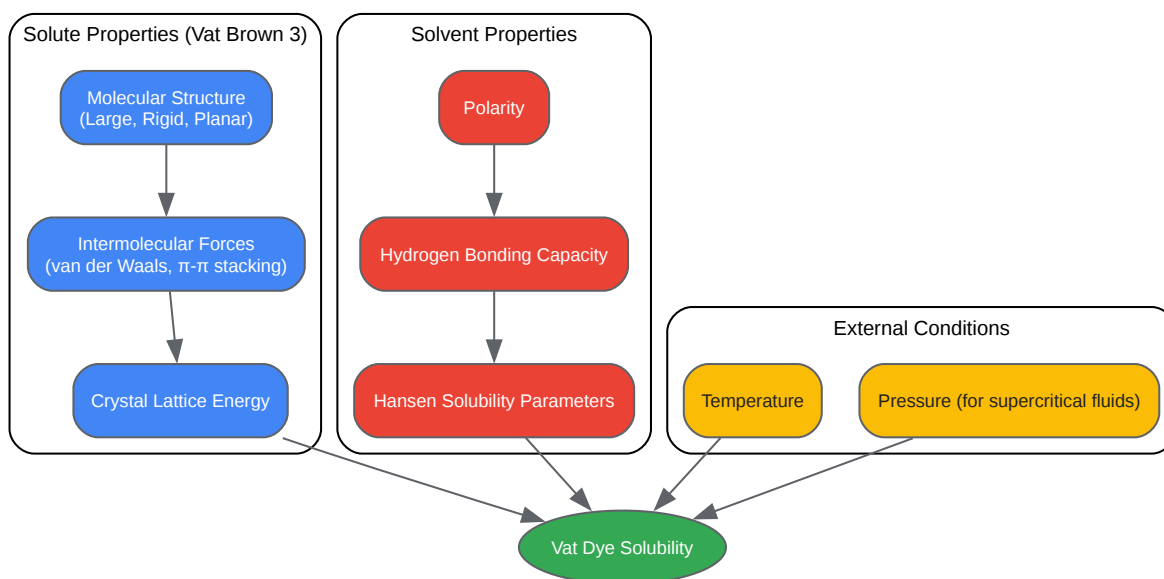 Solute Properties (Vat Brown 3)
Molecular Structure
(Large, Rigid, Planar)
Intermolecular Forces
(van der Waals, π-π stacking)
Crystal Lattice Energy
Solvent Properties
Polarity
Hydrogen Bonding Capacity
Hansen Solubility Parameters
External Conditions
Temperature
Pressure (for supercritical fluids)
Vat Dye Solubility